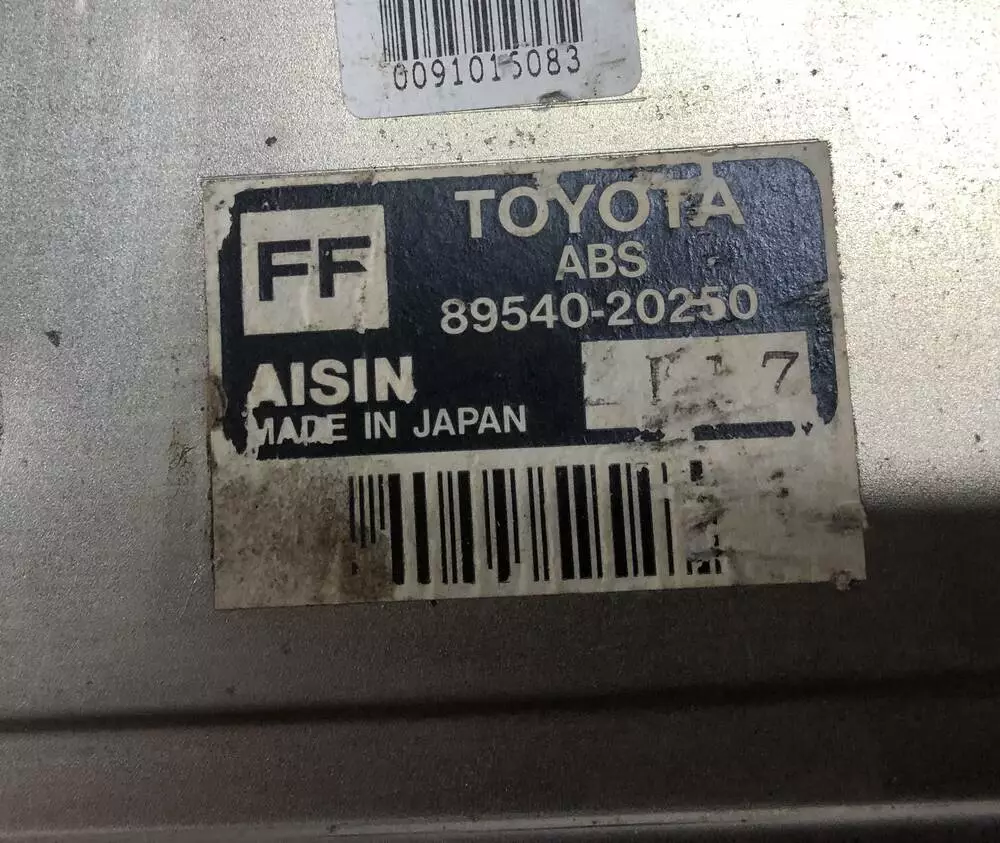 0091015083
TOYOTA
FF
ABS
89540-20250
AISIN
MADE IN JAPAN